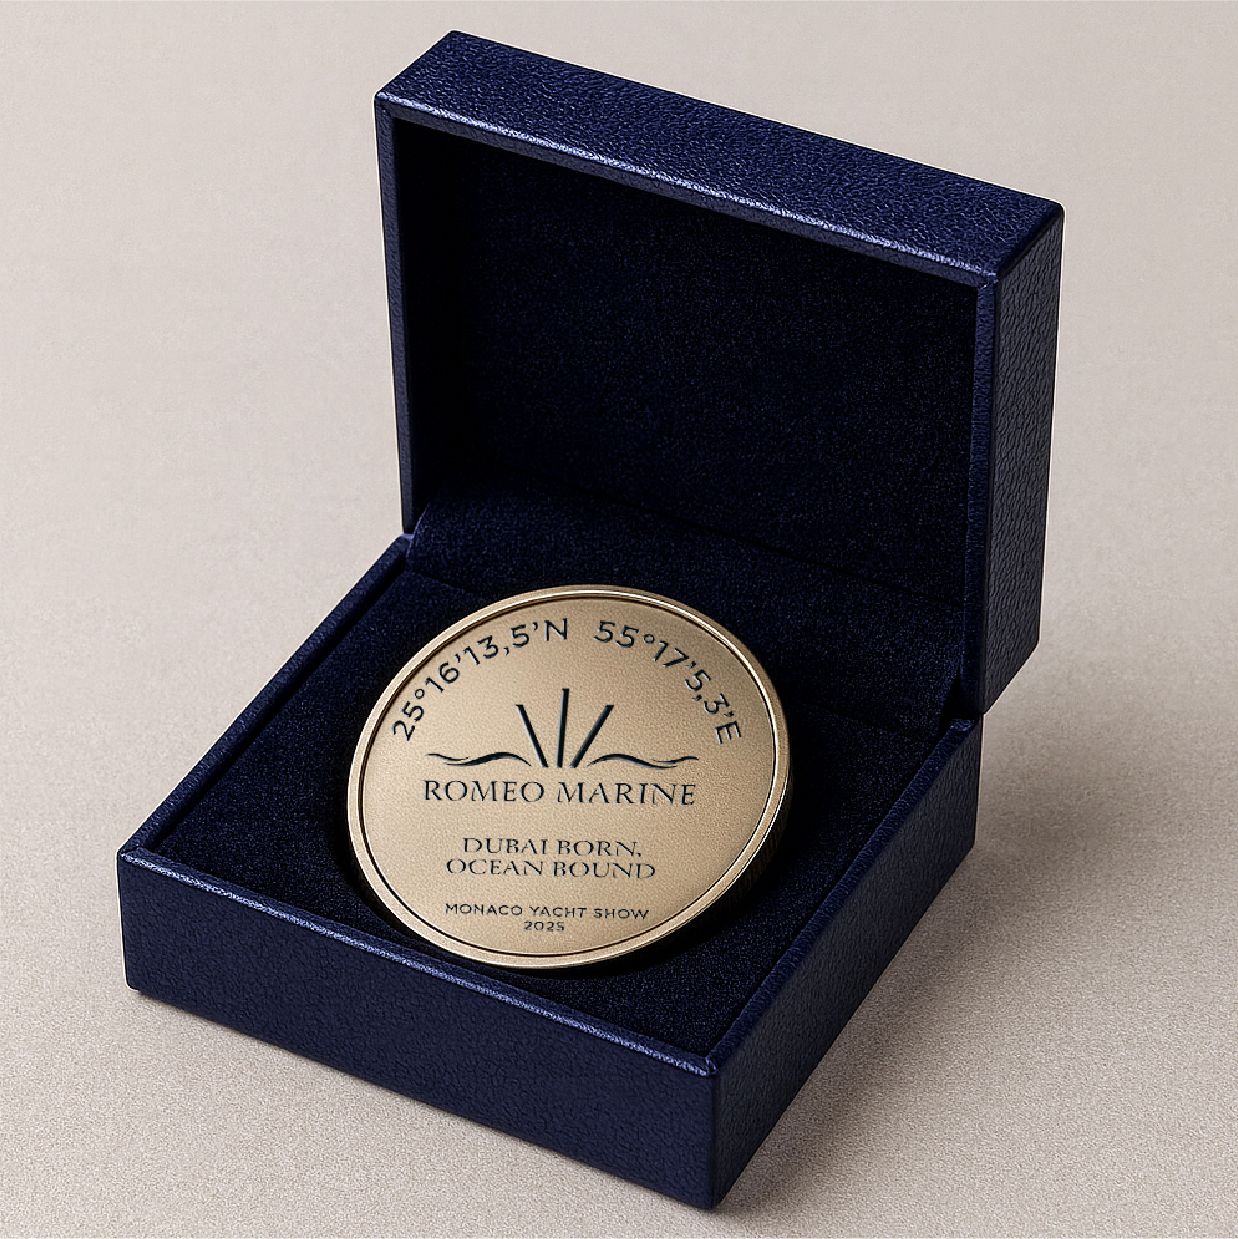 25°16'13,5'N 55°17'5,3'E
ROMEO MARINE
DUBAI BORN,
OCEAN BOUND
MONACO YACHT SHOW
2025